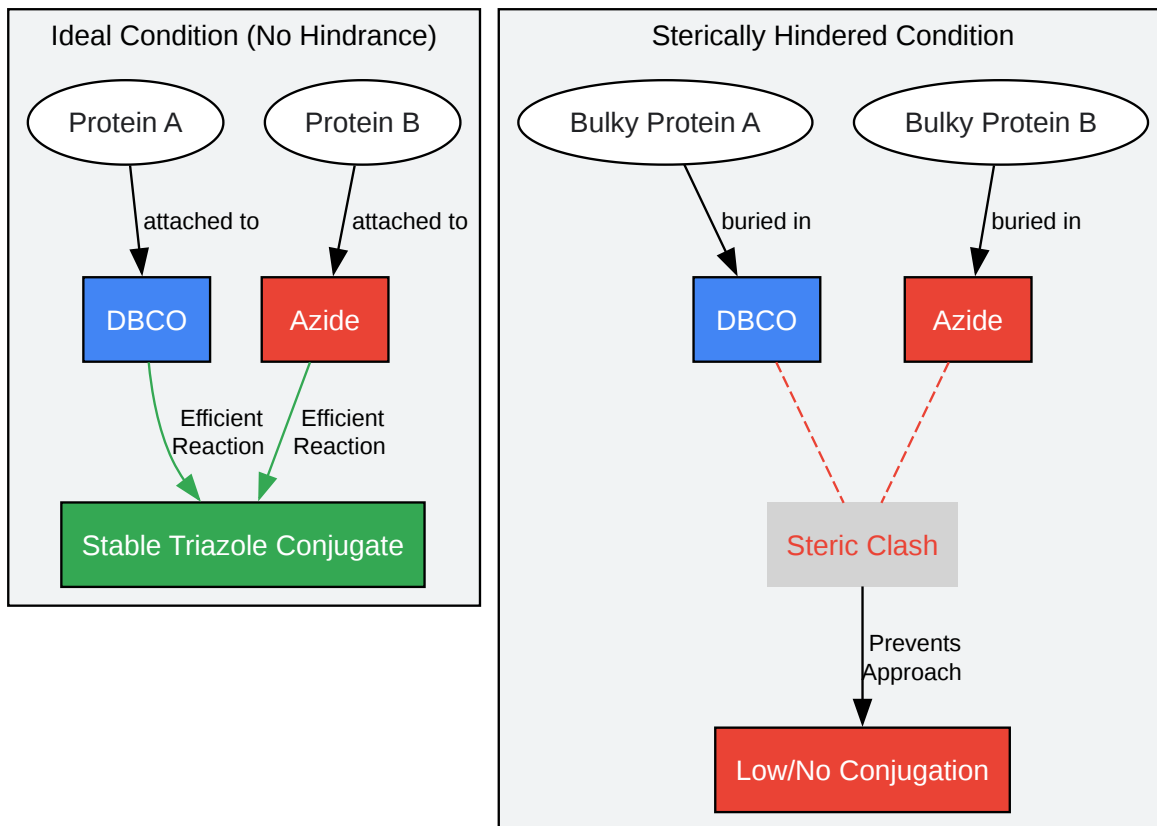 Ideal Condition (No Hindrance)
Protein A
Protein B
attached to
attached to
DBCO
Azide
Efficient
Reaction
Efficient
Reaction
Stable Triazole Conjugate
Sterically Hindered Condition
Bulky Protein A
Bulky Protein B
buried in
buried in
DBCO
Azide
Steric Clash
Prevents
Approach
Low/No Conjugation